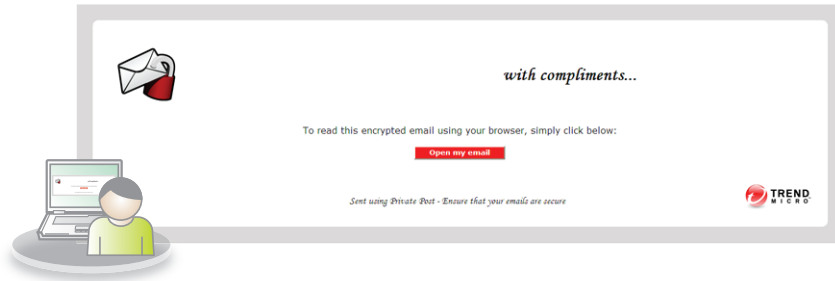 with compliments...
To read this encrypted email using your browser, simply click below:
Open my email
Sent using Private Post - Ensure that your emails are secure
TREND
MICRO